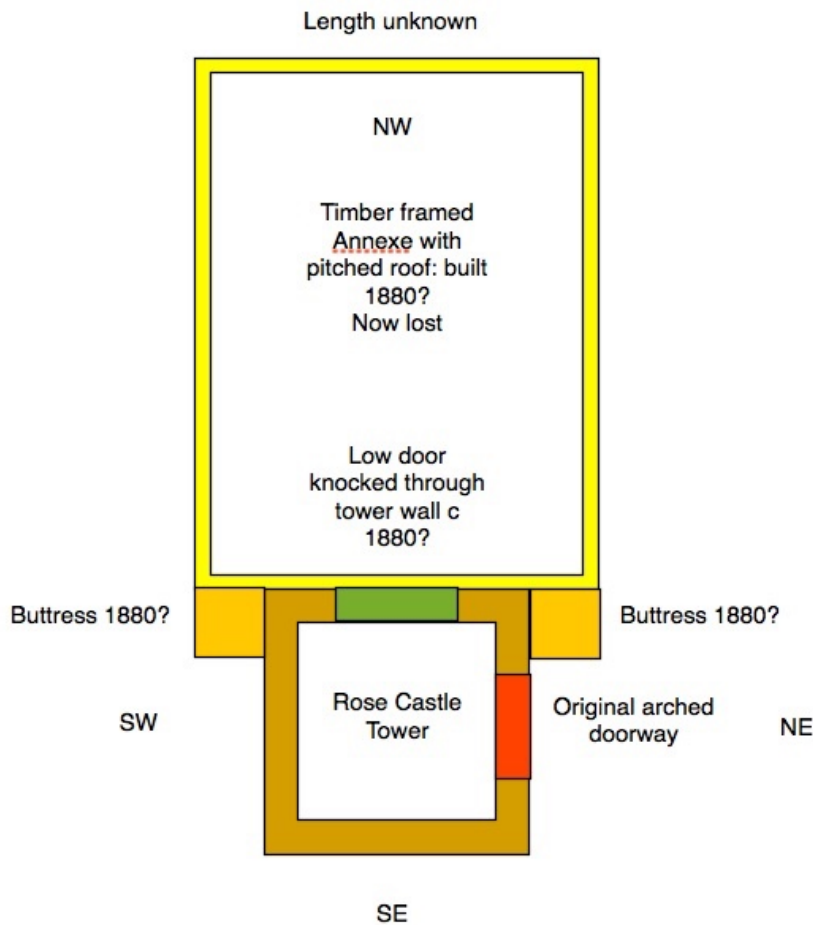 Length unknown
NW
Timber framed
Annexe with
pitched roof: built
1880?
Now lost
Low door
knocked through
tower wall c
1880?
Buttress 1880?
Buttress 1880?
Rose Castle
Tower
Original arched
doorway
SW
NE
SE